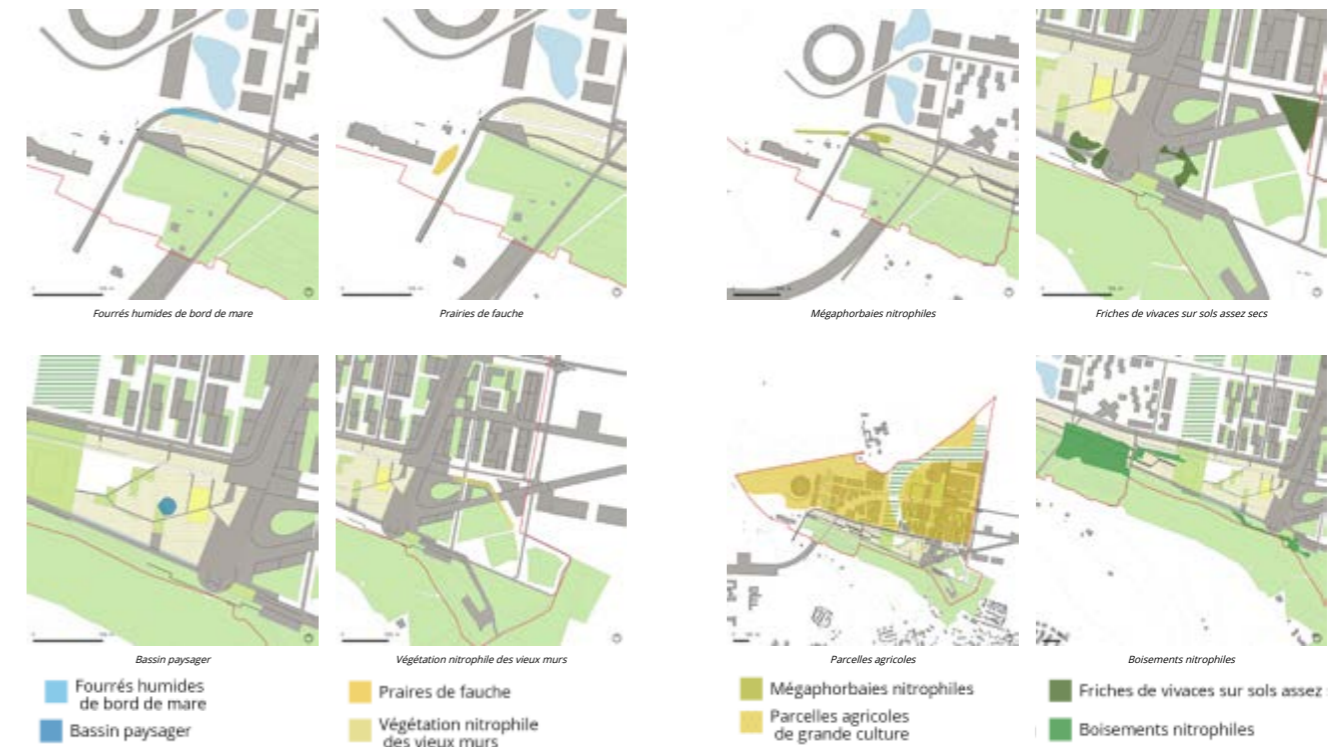 Fourrés humides de bord de mare
Prairies de fauche
Mégaphorbaies nitrophiles
Friches de vivaces sur sols assez secs
Bassin paysager
Végétation nitrophile des vieux murs
Parcelles agricoles
Boisements nitrophiles
Fourrés humides
de bord de mare
Bassin paysager
Praires de fauche
Végétation nitrophile
des vieux murs
Mégaphorbaies nitrophiles
Parcelles agricoles
de grande culture
Friches de vivaces sur sols assez
Boisements nitrophiles